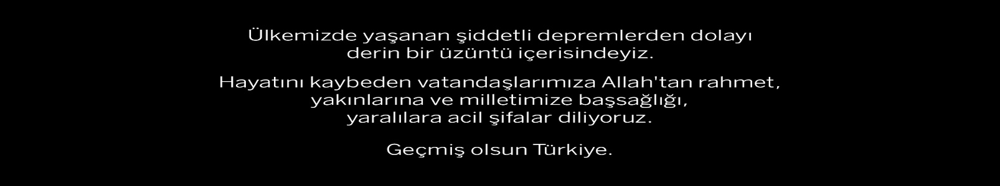 Ülkemizde yaşanan şiddetli depremlerden dolayı
derin bir üzüntü içerisindeyiz.
Hayatını kaybeden vatandaşlarımıza Allah'tan rahmet,
yakınlarına ve milletimize başsağlığı,
yaralılara acil şifalar diliyoruz.
Geçmiş olsun Türkiye.